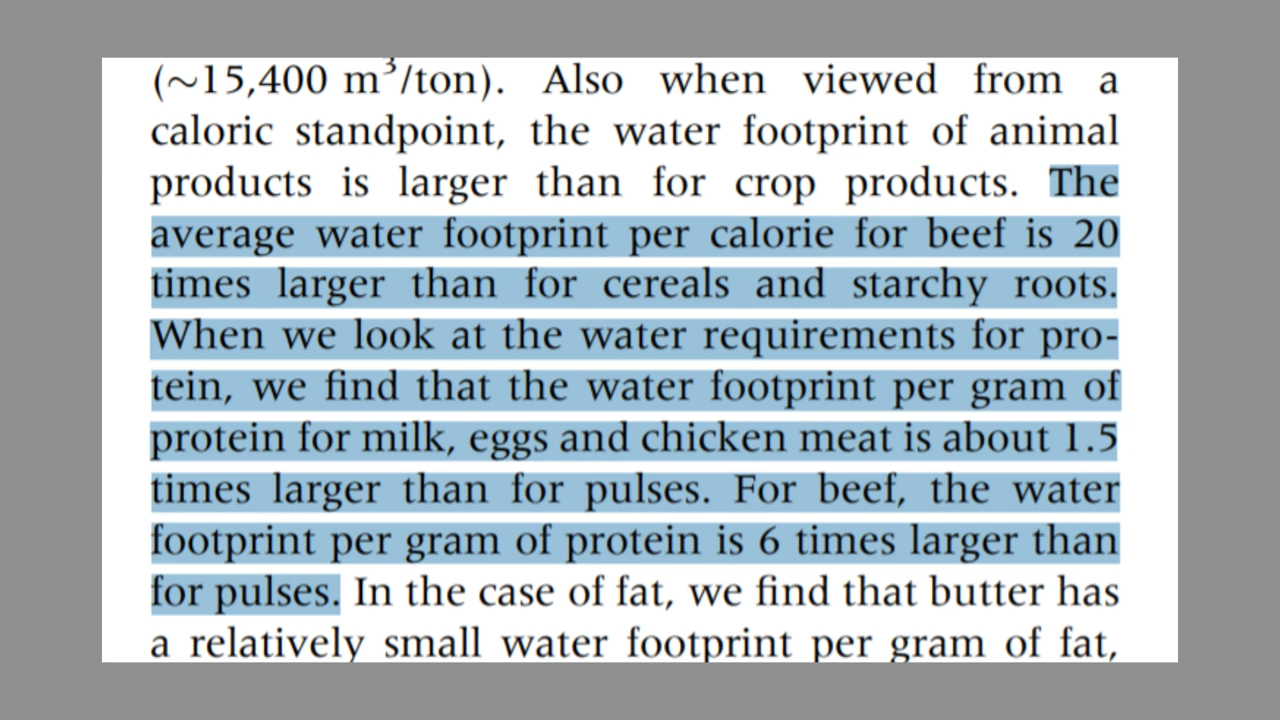 (~15,400 m³/ton). Also when viewed from a
caloric standpoint, the water footprint of animal
products is larger than for crop products. The
average water footprint per calorie for beef is 20
times larger than for cereals and starchy roots.
When we look at the water requirements for pro-
tein, we find that the water footprint per gram of
protein for milk, eggs and chicken meat is about 1.5
times larger than for pulses. For beef, the water
footprint per gram of protein is 6 times larger than
for pulses. In the case of fat, we find that butter has
a relatively small water footprint per gram of fat,